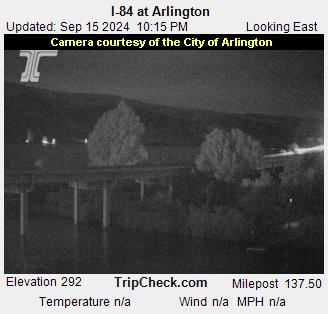 I-84 at Arlington
Updated: Sep 15 2024 10:15 PM Looking East
Camera courtesy of the City of Arlington
Elevation 292 TripCheck.com Milepost 137.50
Temperature n/a Wind n/a MPH n/a